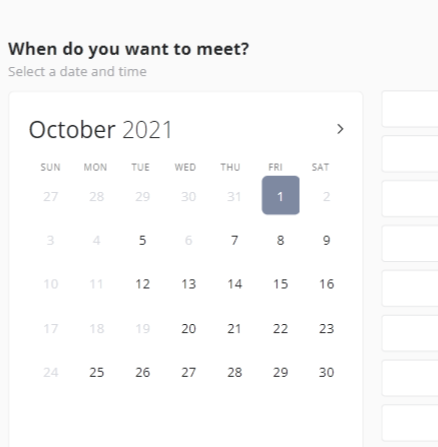 When do you want to meet?
Select a date and time
October 2021
SUN MON TUE WED THU FRI SAT
27 28 29 30 31 1 2
3 4 5 6 7 8 9
10 11 12 13 14 15 16
17 18 19 20 21 22 23
24 25 26 27 28 29 30